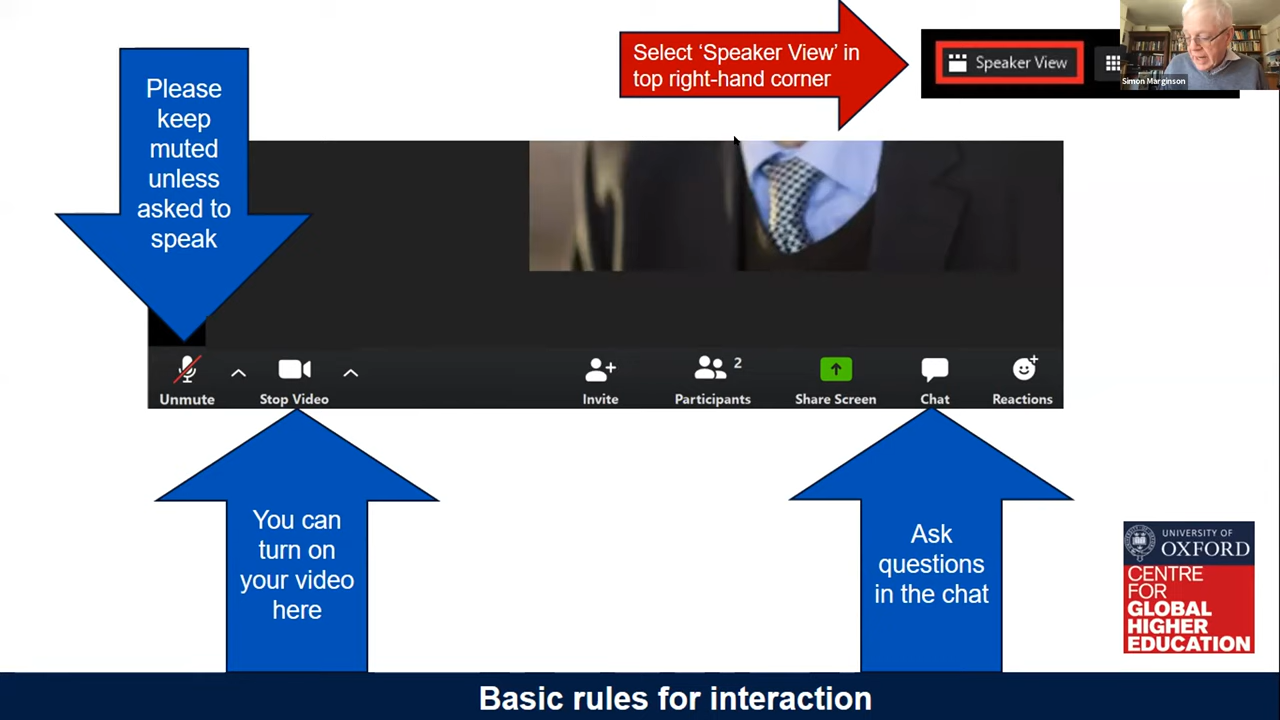 Select ‘Speaker View’ in
top right-hand corner
Speaker View
Simon Marginson
Please
keep
muted
unless
asked to
speak
Unmute
Stop Video
Invite
2
Participants
Share Screen
Chat
Reactions
You can
turn on
your video
here
Ask
questions
in the chat
UNIVERSITY OF
OXFORD
CENTRE
FOR
GLOBAL
HIGHER
EDUCATION
Basic rules for interaction